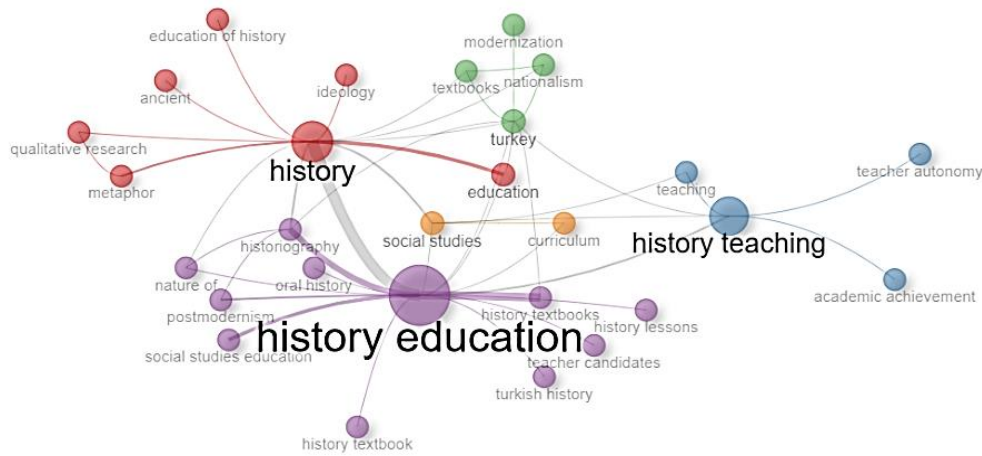 education of history
modernization
ancient
ideology
textbooks
nationalism
qualitative research
metaphor
history
turkey
education
teaching
teacher autonomy
historiography
social studies
curriculum
history teaching
nature of
oral history
academic achievement
postmodernism
history textbooks
history lessons
social studies education
history education
teacher candidates
turkish history
history textbook